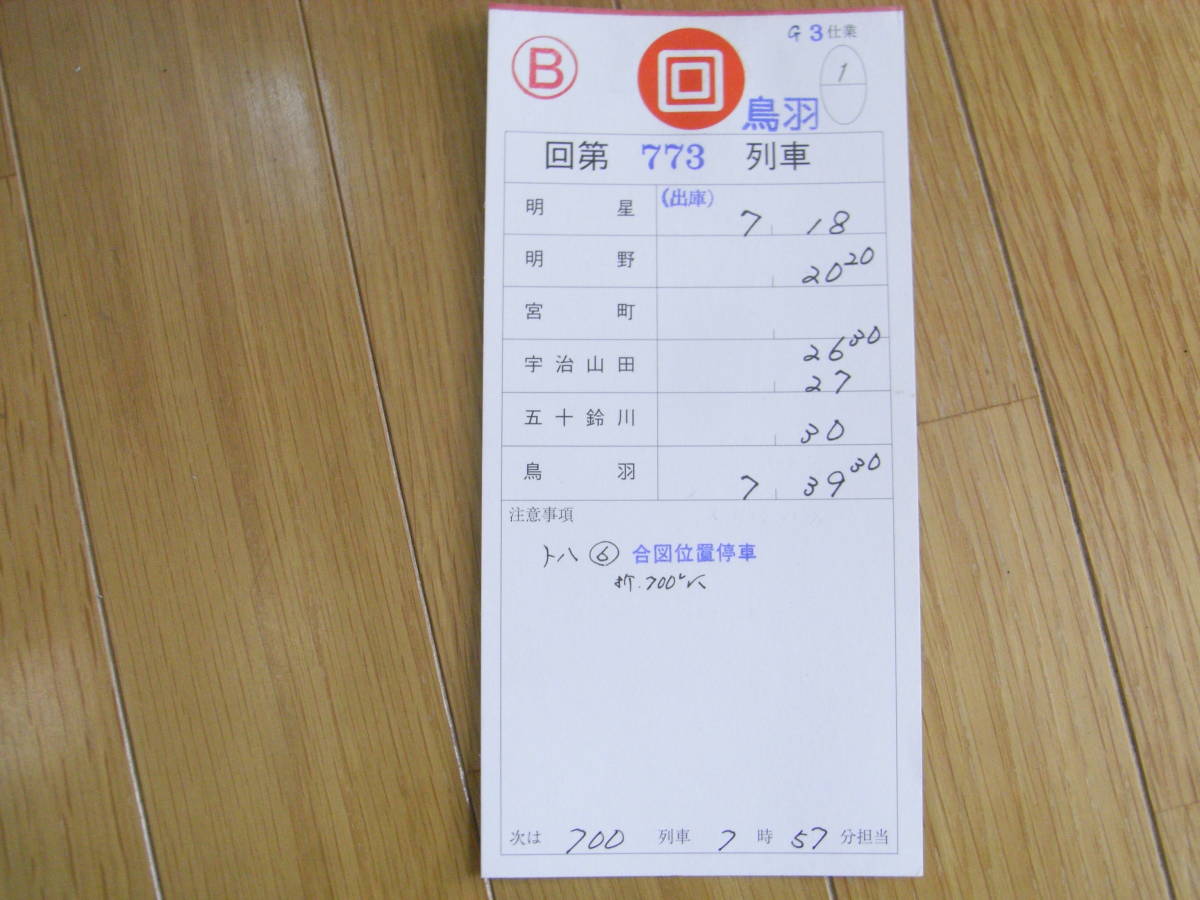 G 3 仕業
B 回 1
鳥羽
回第 773 列車
明星 (出庫) 7 18
明野 20 20
宮町
宇治山田 26 30
27
五十鈴川 30
鳥羽 7 39 30
注意事項
トハ ⑥ 合図位置停車
折.700レ
次は 700 列車 7 時 57 分担当